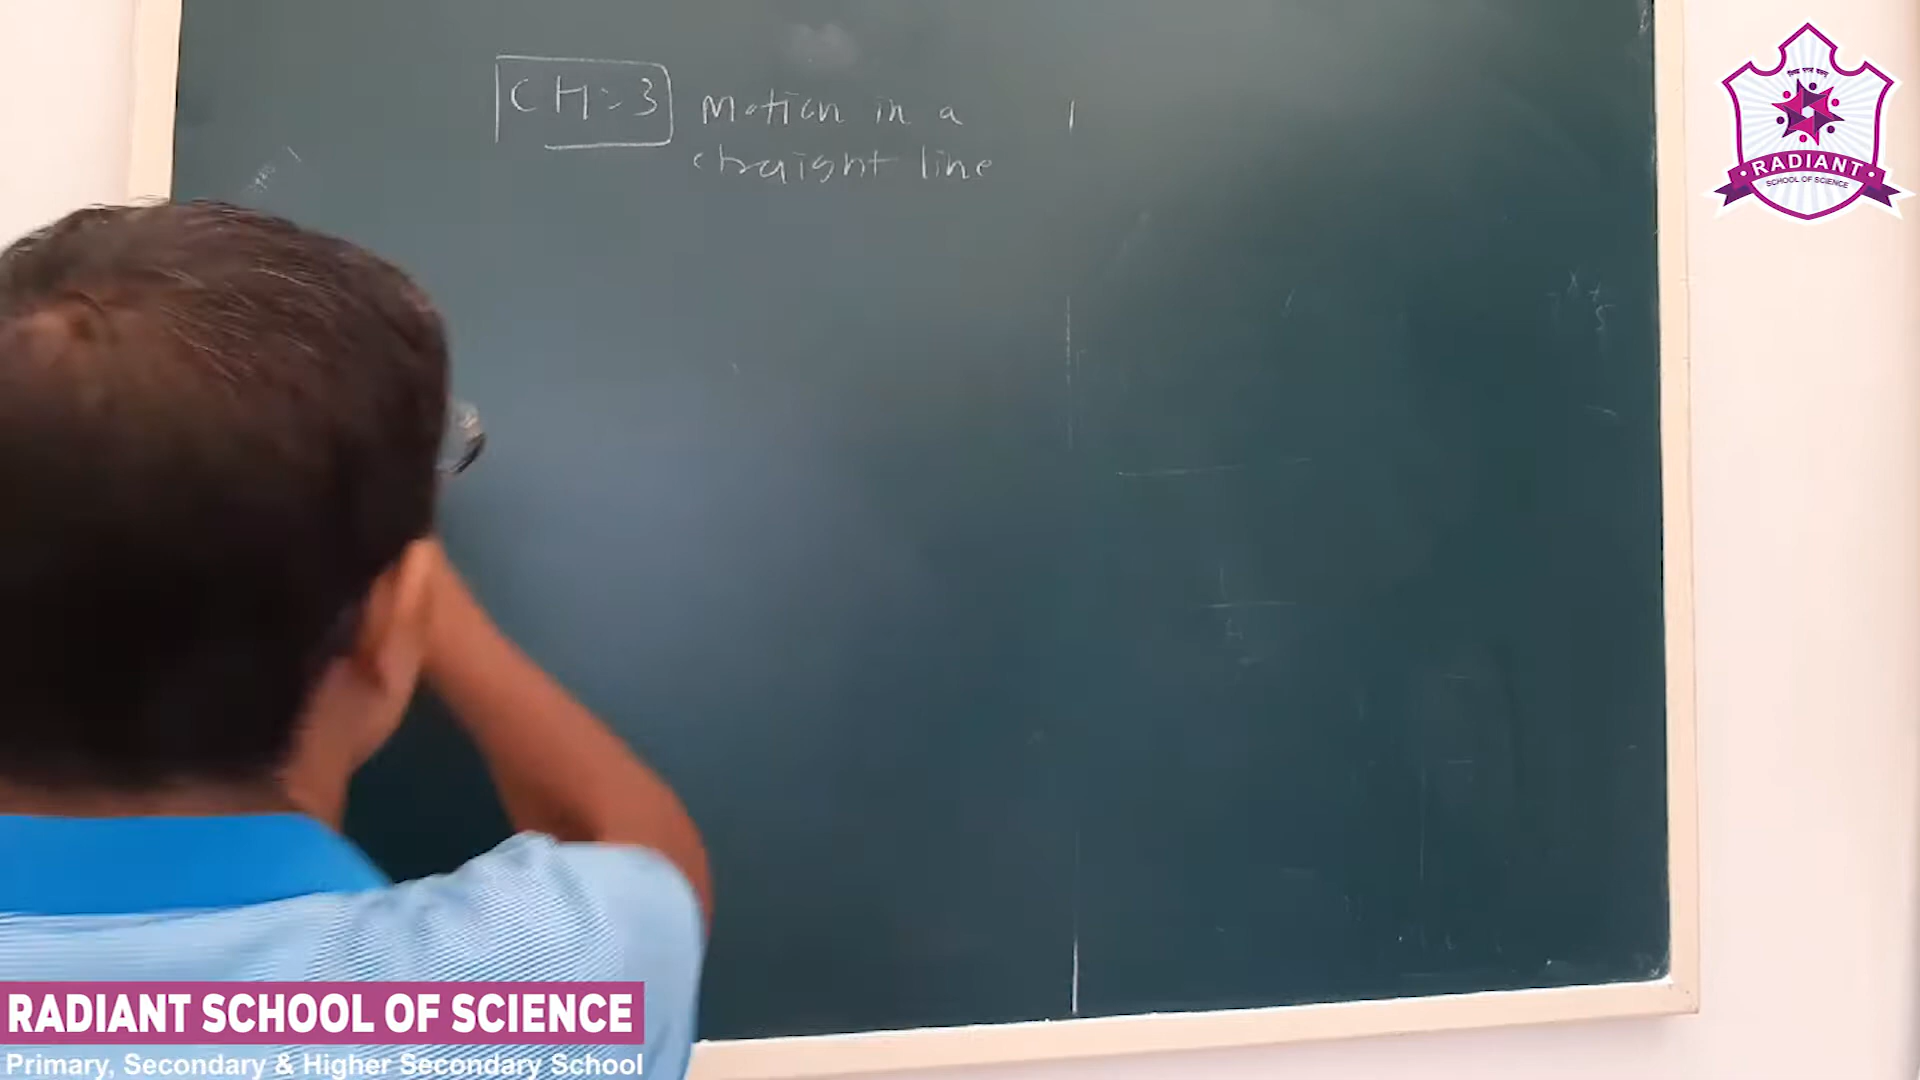 CH:-3 Motion in a
straight line
RADIANT
SCHOOL OF SCIENCE
RADIANT SCHOOL OF SCIENCE
Primary, Secondary & Higher Secondary School